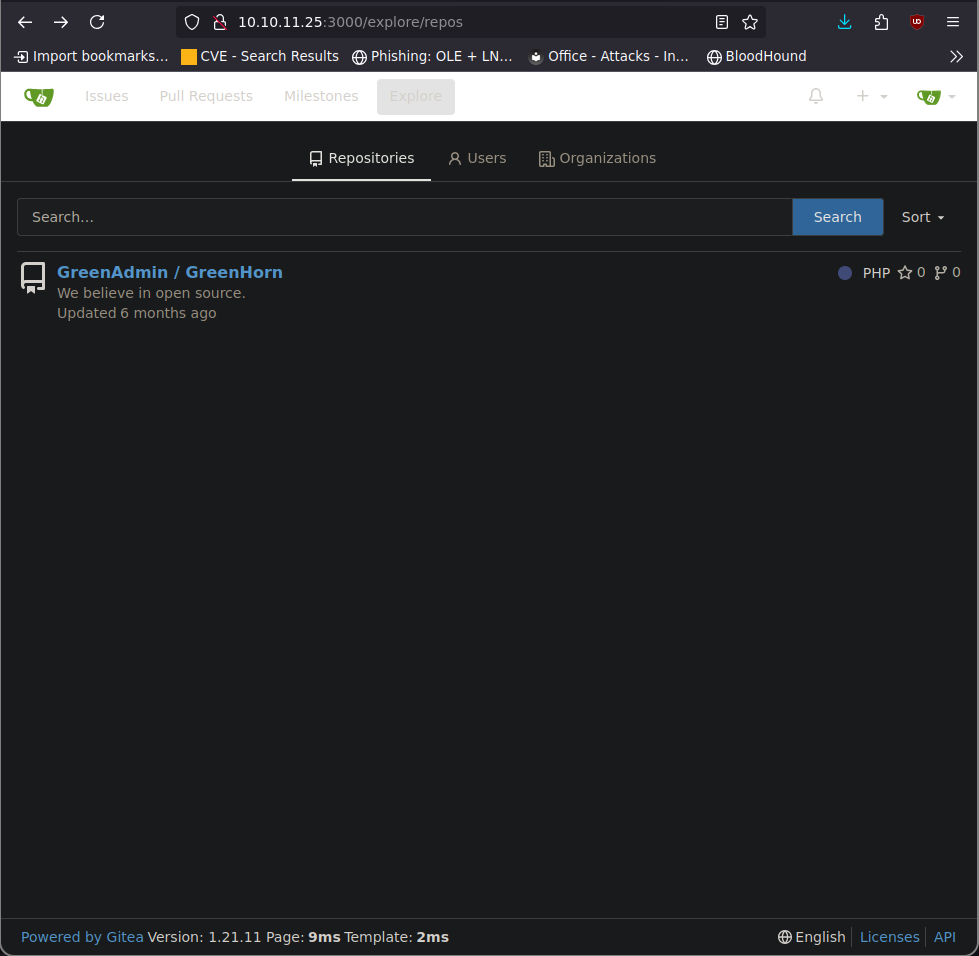 10.10.11.25:3000/explore/repos
Import bookmarks... CVE - Search Results Phishing: OLE + LN... Office - Attacks - In... BloodHound
Issues Pull Requests Milestones Explore
Repositories Users Organizations
Search... Search Sort
GreenAdmin / GreenHorn PHP 0 0
We believe in open source.
Updated 6 months ago
Powered by Gitea Version: 1.21.11 Page: 9ms Template: 2ms English Licenses API